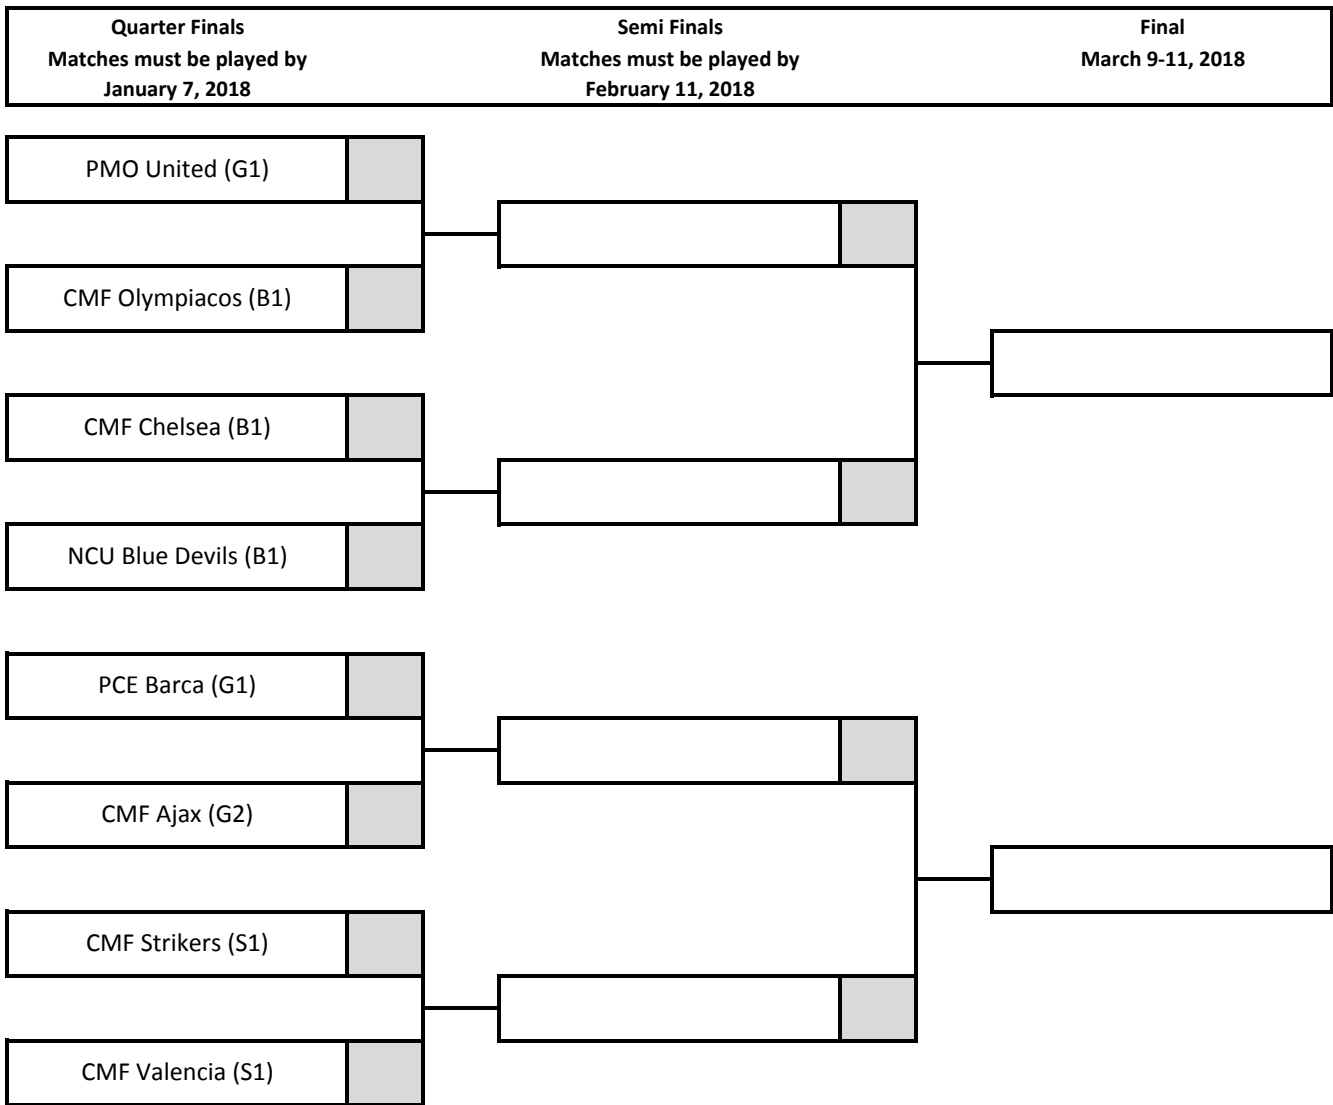 Quarter Finals
Matches must be played by
January 7, 2018
Semi Finals
Matches must be played by
February 11, 2018
Final
March 9-11, 2018
PMO United (G1)
CMF Olympiacos (B1)
CMF Chelsea (B1)
NCU Blue Devils (B1)
PCE Barca (G1)
CMF Ajax (G2)
CMF Strikers (S1)
CMF Valencia (S1)